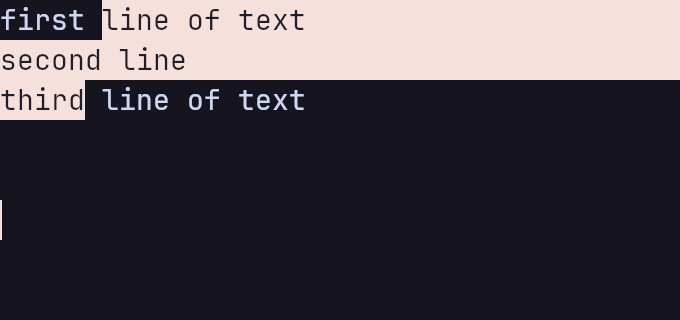 first line of text
second line
third line of text